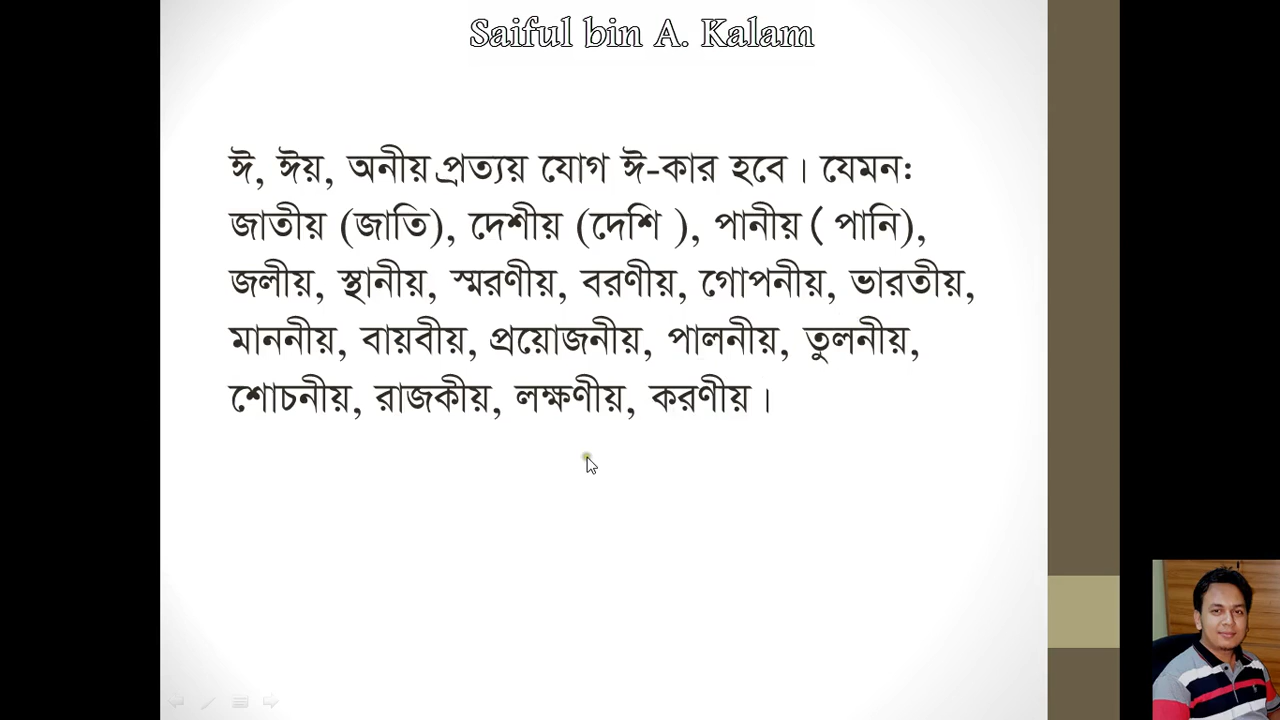 Saiful bin A. Kalam
ঈ, ঈয়, অনীয় প্রত্যয় যোগ ঈ-কার হবে। যেমন:
জাতীয় (জাতি), দেশীয় (দেশি ), পানীয় ( পানি),
জলীয়, স্থানীয়, স্মরণীয়, বরণীয়, গোপনীয়, ভারতীয়,
মাননীয়, বায়বীয়, প্রয়োজনীয়, পালনীয়, তুলনীয়,
শোচনীয়, রাজকীয়, লক্ষণীয়, করণীয়।